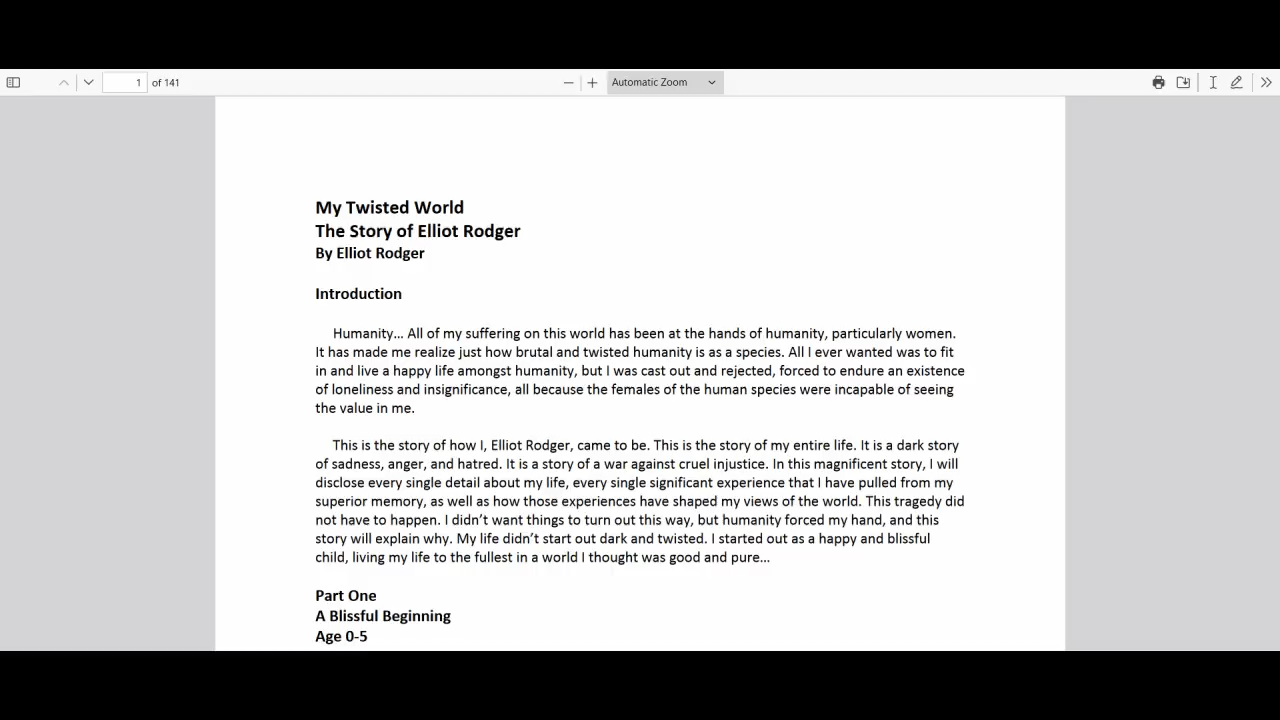 1 of 141
Automatic Zoom
My Twisted World
The Story of Elliot Rodger
By Elliot Rodger
Introduction
Humanity… All of my suffering on this world has been at the hands of humanity, particularly women.
It has made me realize just how brutal and twisted humanity is as a species. All I ever wanted was to fit
in and live a happy life amongst humanity, but I was cast out and rejected, forced to endure an existence
of loneliness and insignificance, all because the females of the human species were incapable of seeing
the value in me.
This is the story of how I, Elliot Rodger, came to be. This is the story of my entire life. It is a dark story
of sadness, anger, and hatred. It is a story of a war against cruel injustice. In this magnificent story, I will
disclose every single detail about my life, every single significant experience that I have pulled from my
superior memory, as well as how those experiences have shaped my views of the world. This tragedy did
not have to happen. I didn’t want things to turn out this way, but humanity forced my hand, and this
story will explain why. My life didn’t start out dark and twisted. I started out as a happy and blissful
child, living my life to the fullest in a world I thought was good and pure…
Part One
A Blissful Beginning
Age 0-5